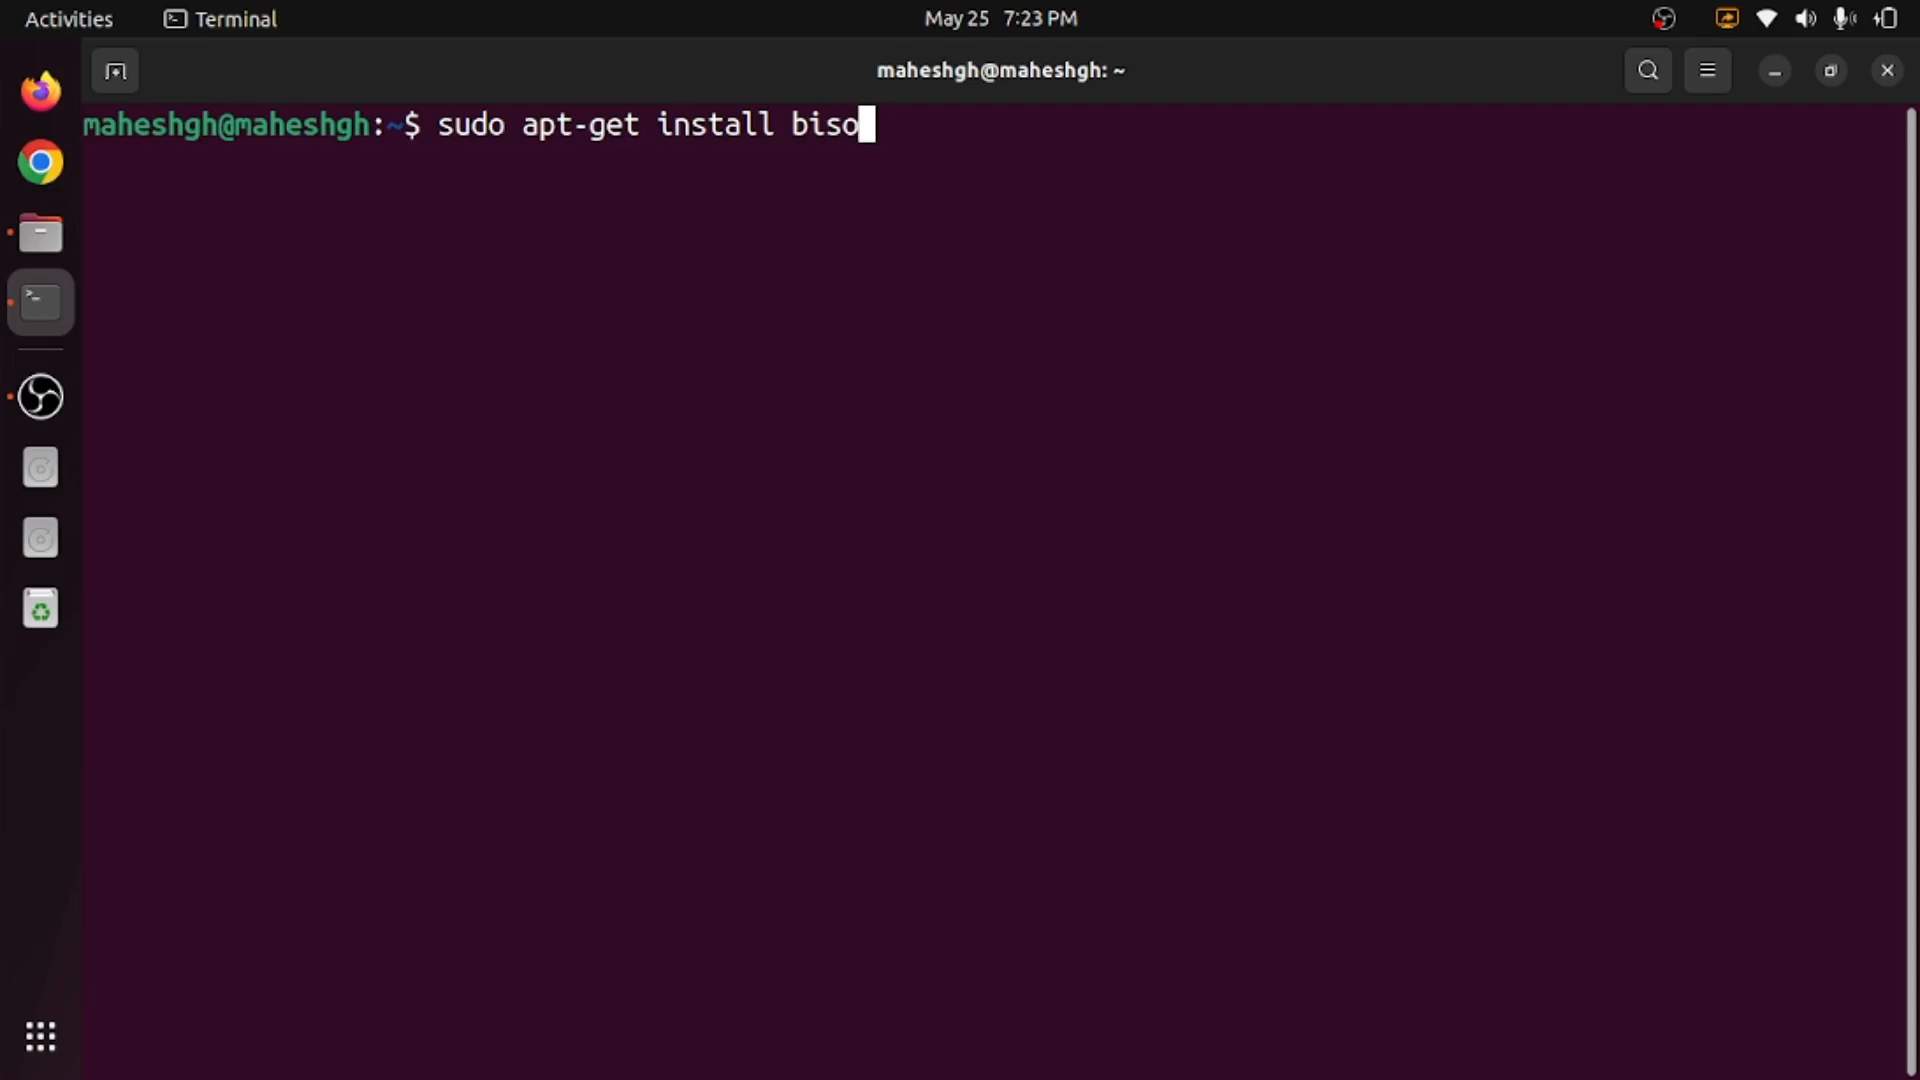 Activities Terminal May 25 7:23 PM
maheshgh@maheshgh: ~
maheshgh@maheshgh:~$ sudo apt-get install biso